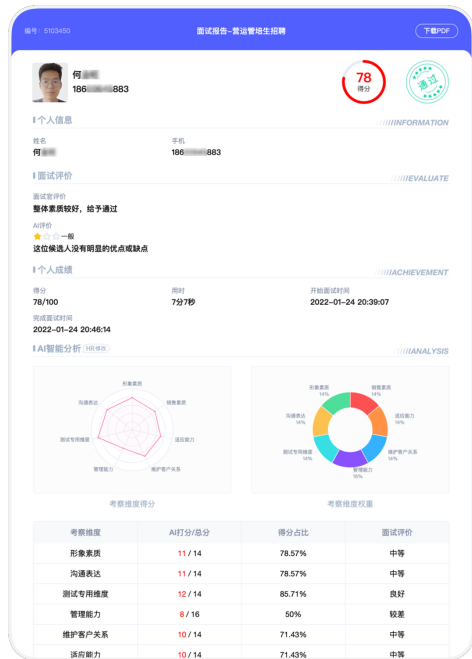 编号：5103450 面试报告-营运管培生招聘 下载PDF
何
186 883
78
得分
通过
个人信息 INFORMATION
姓名 手机
何 186 883
面试评价 EVALUATE
面试官评价
整体素质较好，给予通过
AI评价
一般
这位候选人没有明显的优点或缺点
个人成绩 ACHIEVEMENT
得分 用时 开始面试时间
78/100 7分7秒 2022-01-24 20:39:07
完成面试时间
2022-01-24 20:46:14
AI智能分析 HR修改 ANALYSIS
形象素质
沟通表达 销售素质
测试专用维度 适应能力
管理能力 维护客户关系
考察维度得分
形象素质 14% 销售素质 14%
沟通表达 14% 适应能力 14%
测试专用维度 14% 维护客户关系 14%
管理能力 16%
考察维度权重
考察维度 AI打分/总分 得分占比 面试评价
形象素质 11 / 14 78.57% 中等
沟通表达 11 / 14 78.57% 中等
测试专用维度 12 / 14 85.71% 良好
管理能力 8 / 16 50% 较差
维护客户关系 10 / 14 71.43% 中等
适应能力 10 / 14 71.43% 中等